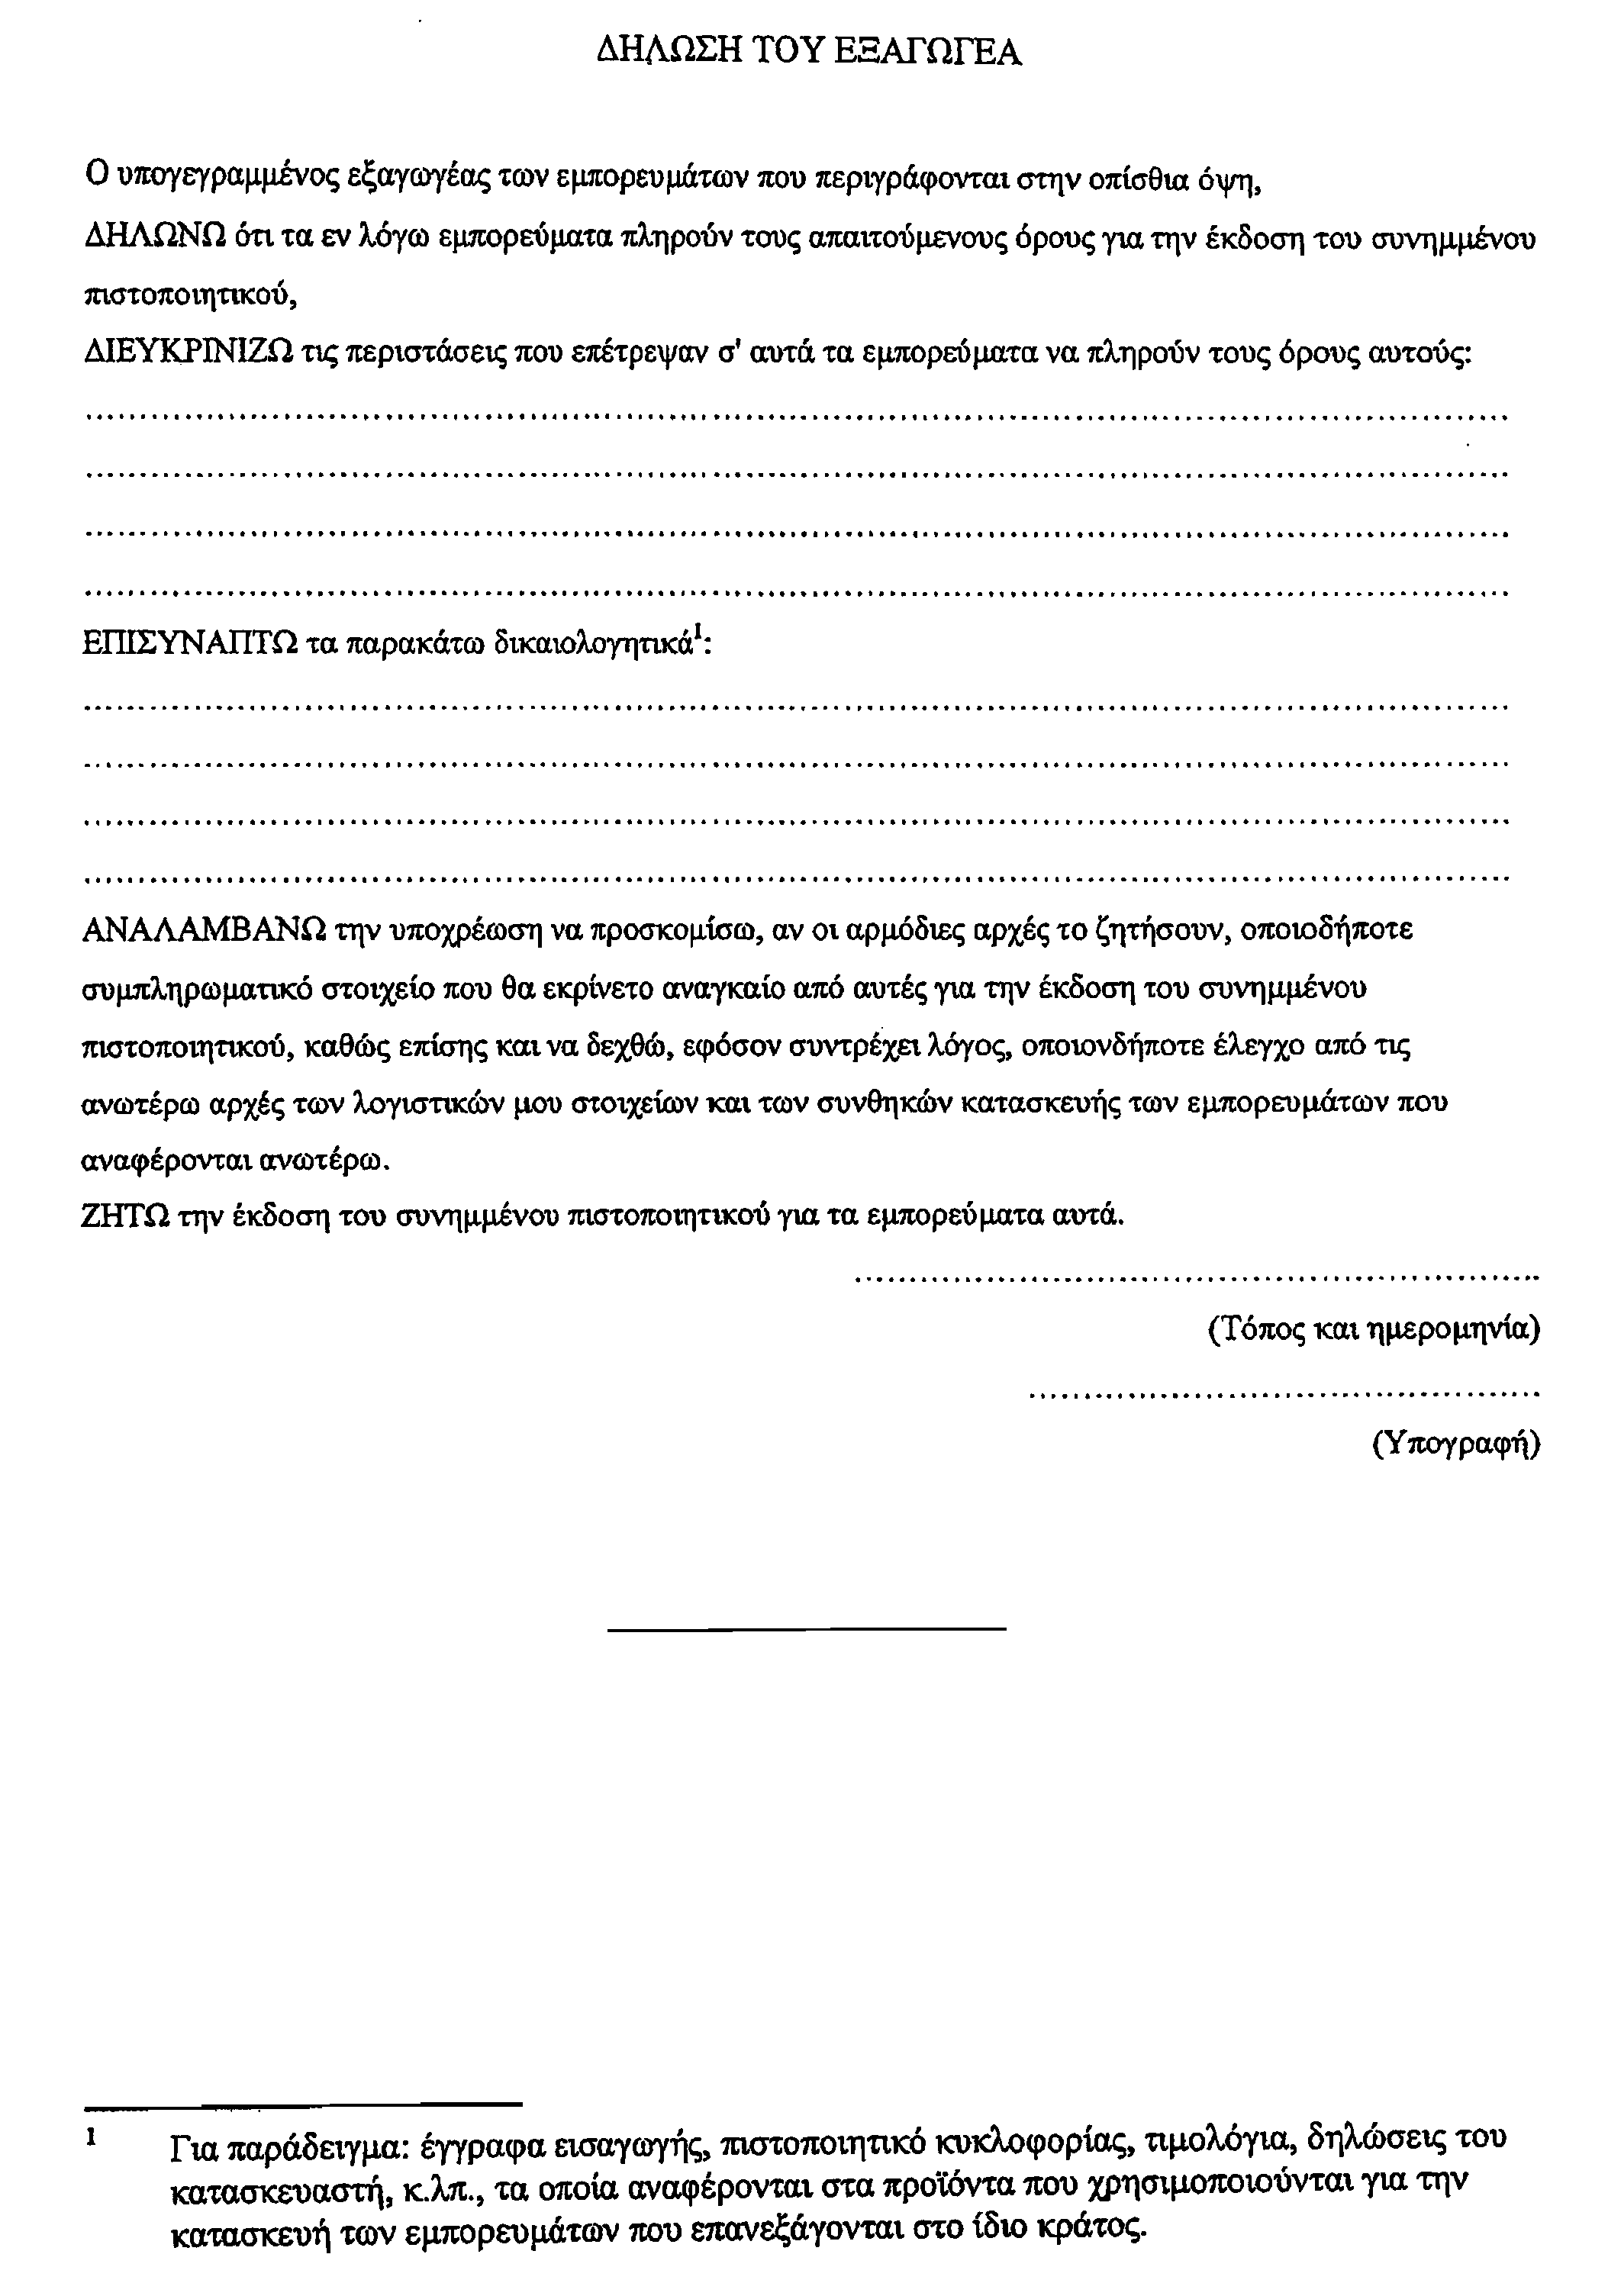 ΔΗΛΩΣΗ ΤΟΥ ΕΞΑΓΩΓΕΑ
Ο υπογεγραμμένος εξαγωγέας των εμπορευμάτων που περιγράφονται στην οπίσθια όψη,
ΔΗΛΩΝΩ ότι τα εν λόγω εμπορεύματα πληρούν τους απαιτούμενους όρους για την έκδοση του συνημμένου
πιστοποιητικού,
ΔΙΕΥΚΡΙΝΙΖΩ τις περιστάσεις που επέτρεψαν σ' αυτά τα εμπορεύματα να πληρούν τους όρους αυτούς:
ΕΠΙΣΥΝΑΠΤΩ τα παρακάτω δικαιολογητικά¹:
ΑΝΑΛΑΜΒΑΝΩ την υποχρέωση να προσκομίσω, αν οι αρμόδιες αρχές το ζητήσουν, οποιοδήποτε
συμπληρωματικό στοιχείο που θα εκρίνετο αναγκαίο από αυτές για την έκδοση του συνημμένου
πιστοποιητικού, καθώς επίσης και να δεχθώ, εφόσον συντρέχει λόγος, οποιονδήποτε έλεγχο από τις
ανωτέρω αρχές των λογιστικών μου στοιχείων και των συνθηκών κατασκευής των εμπορευμάτων που
αναφέρονται ανωτέρω.
ΖΗΤΩ την έκδοση του συνημμένου πιστοποιητικού για τα εμπορεύματα αυτά.
(Τόπος και ημερομηνία)
(Υπογραφή)
1 Για παράδειγμα: έγγραφα εισαγωγής, πιστοποιητικό κυκλοφορίας, τιμολόγια, δηλώσεις του
κατασκευαστή, κ.λπ., τα οποία αναφέρονται στα προϊόντα που χρησιμοποιούνται για την
κατασκευή των εμπορευμάτων που επανεξάγονται στο ίδιο κράτος.